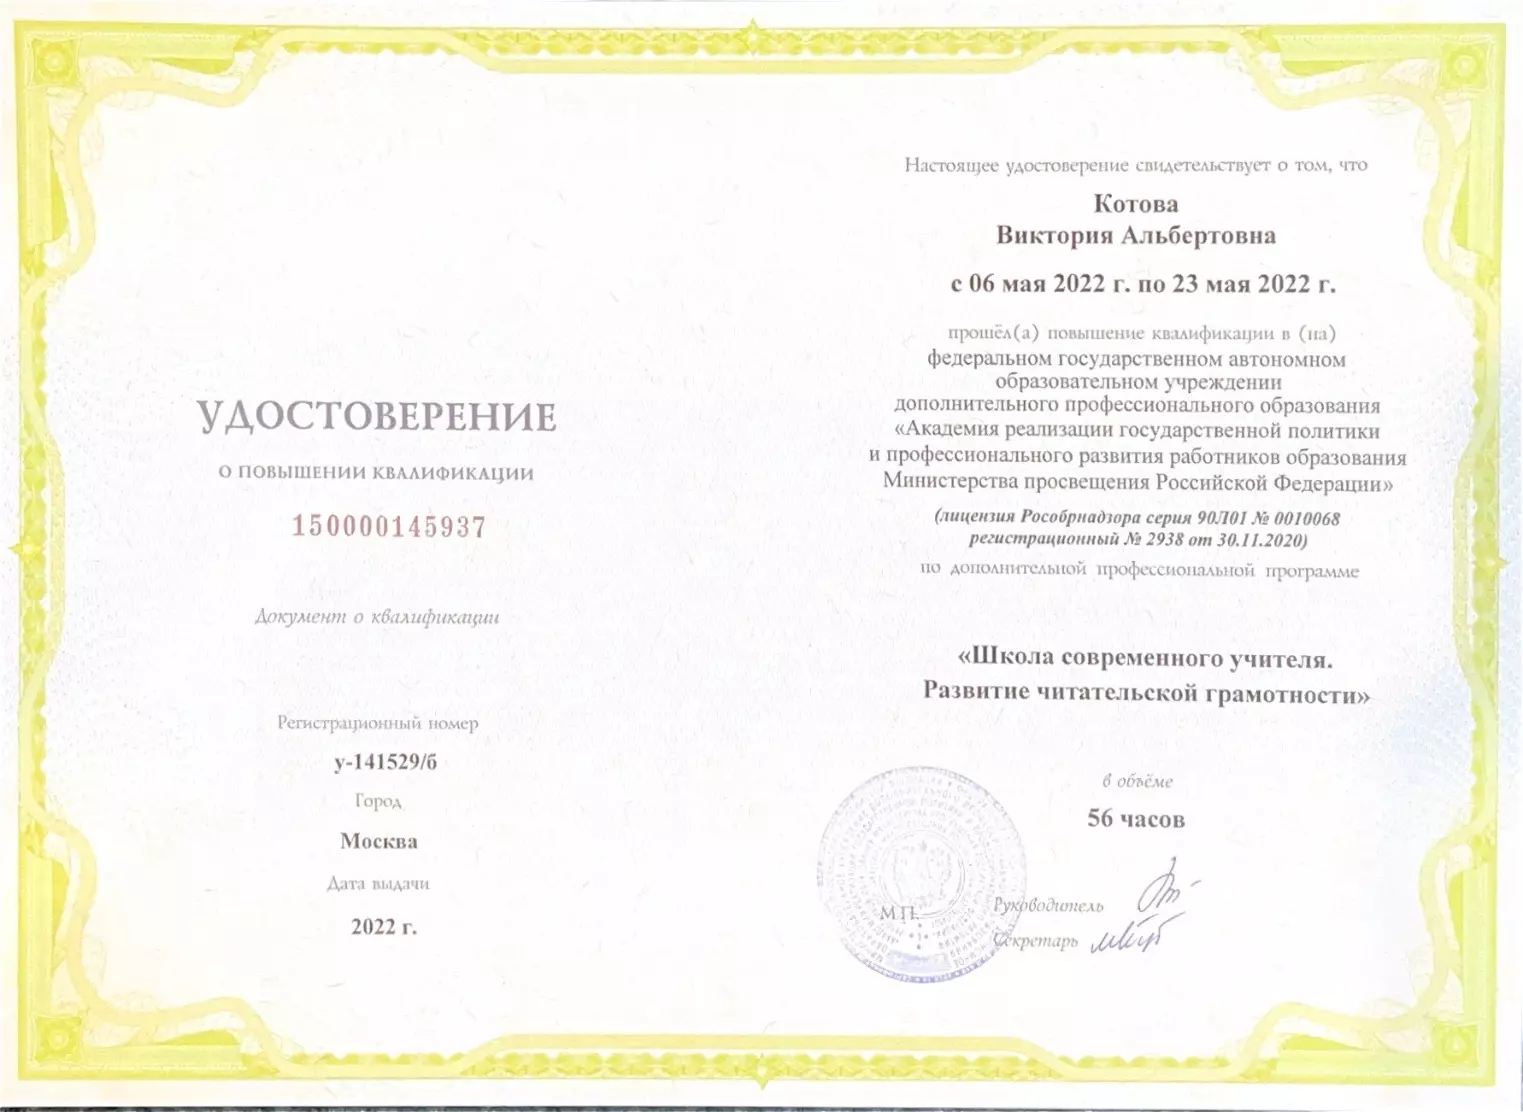 УДОСТОВЕРЕНИЕ
О ПОВЫШЕНИИ КВАЛИФИКАЦИИ
150000145937
Документ о квалификации
Регистрационный номер
у-141529/б
Город
Москва
Дата выдачи
2022 г.
Настоящее удостоверение свидетельствует о том, что
Котова
Виктория Альбертовна
с 06 мая 2022 г. по 23 мая 2022 г.
прошёл(а) повышение квалификации в (на)
федеральном государственном автономном
образовательном учреждении
дополнительного профессионального образования
«Академия реализации государственной политики
и профессионального развития работников образования
Министерства просвещения Российской Федерации»
(лицензия Рособрнадзора серия 90Л01 № 0010068
регистрационный № 2938 от 30.11.2020)
по дополнительной профессиональной программе
«Школа современного учителя.
Развитие читательской грамотности»
в объёме
56 часов
М.П.
Руководитель
Секретарь